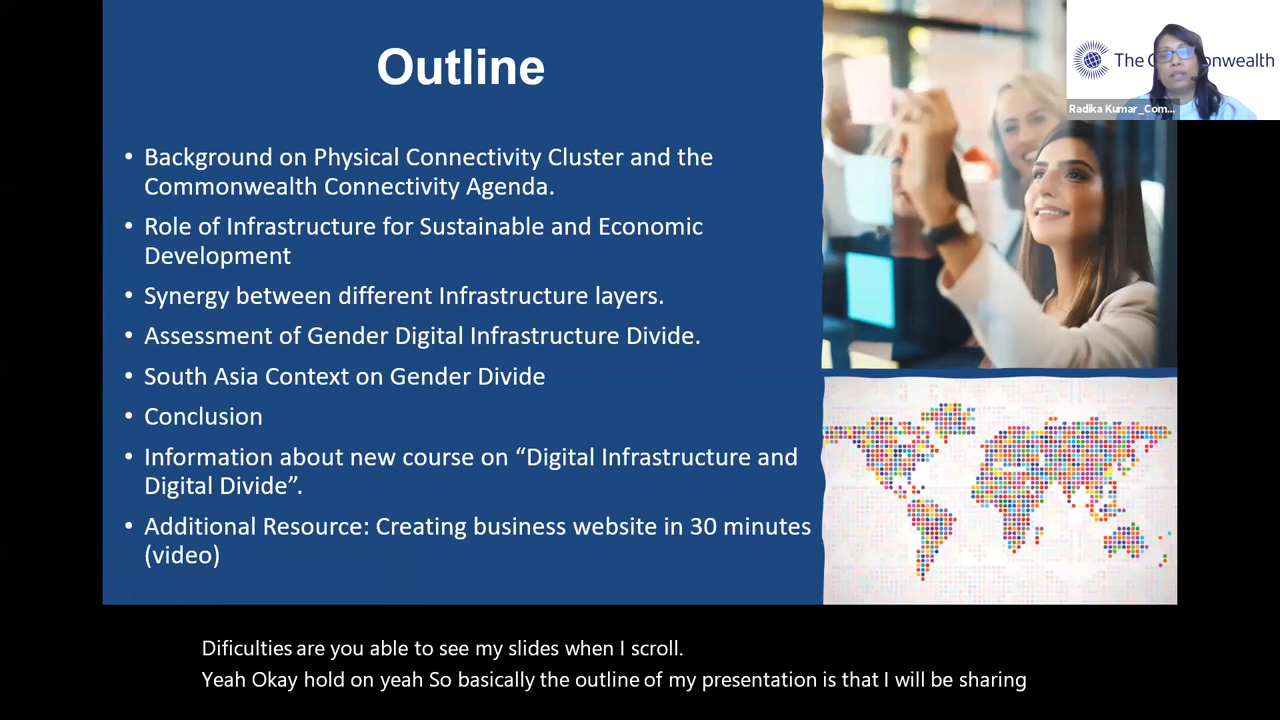 Outline
• Background on Physical Connectivity Cluster and the
Commonwealth Connectivity Agenda.
• Role of Infrastructure for Sustainable and Economic
Development
• Synergy between different Infrastructure layers.
• Assessment of Gender Digital Infrastructure Divide.
• South Asia Context on Gender Divide
• Conclusion
• Information about new course on “Digital Infrastructure and
Digital Divide”.
• Additional Resource: Creating business website in 30 minutes
(video)
The C onwealth
Radika Kumar_Com...
Dificulties are you able to see my slides when I scroll.
Yeah Okay hold on yeah So basically the outline of my presentation is that I will be sharing